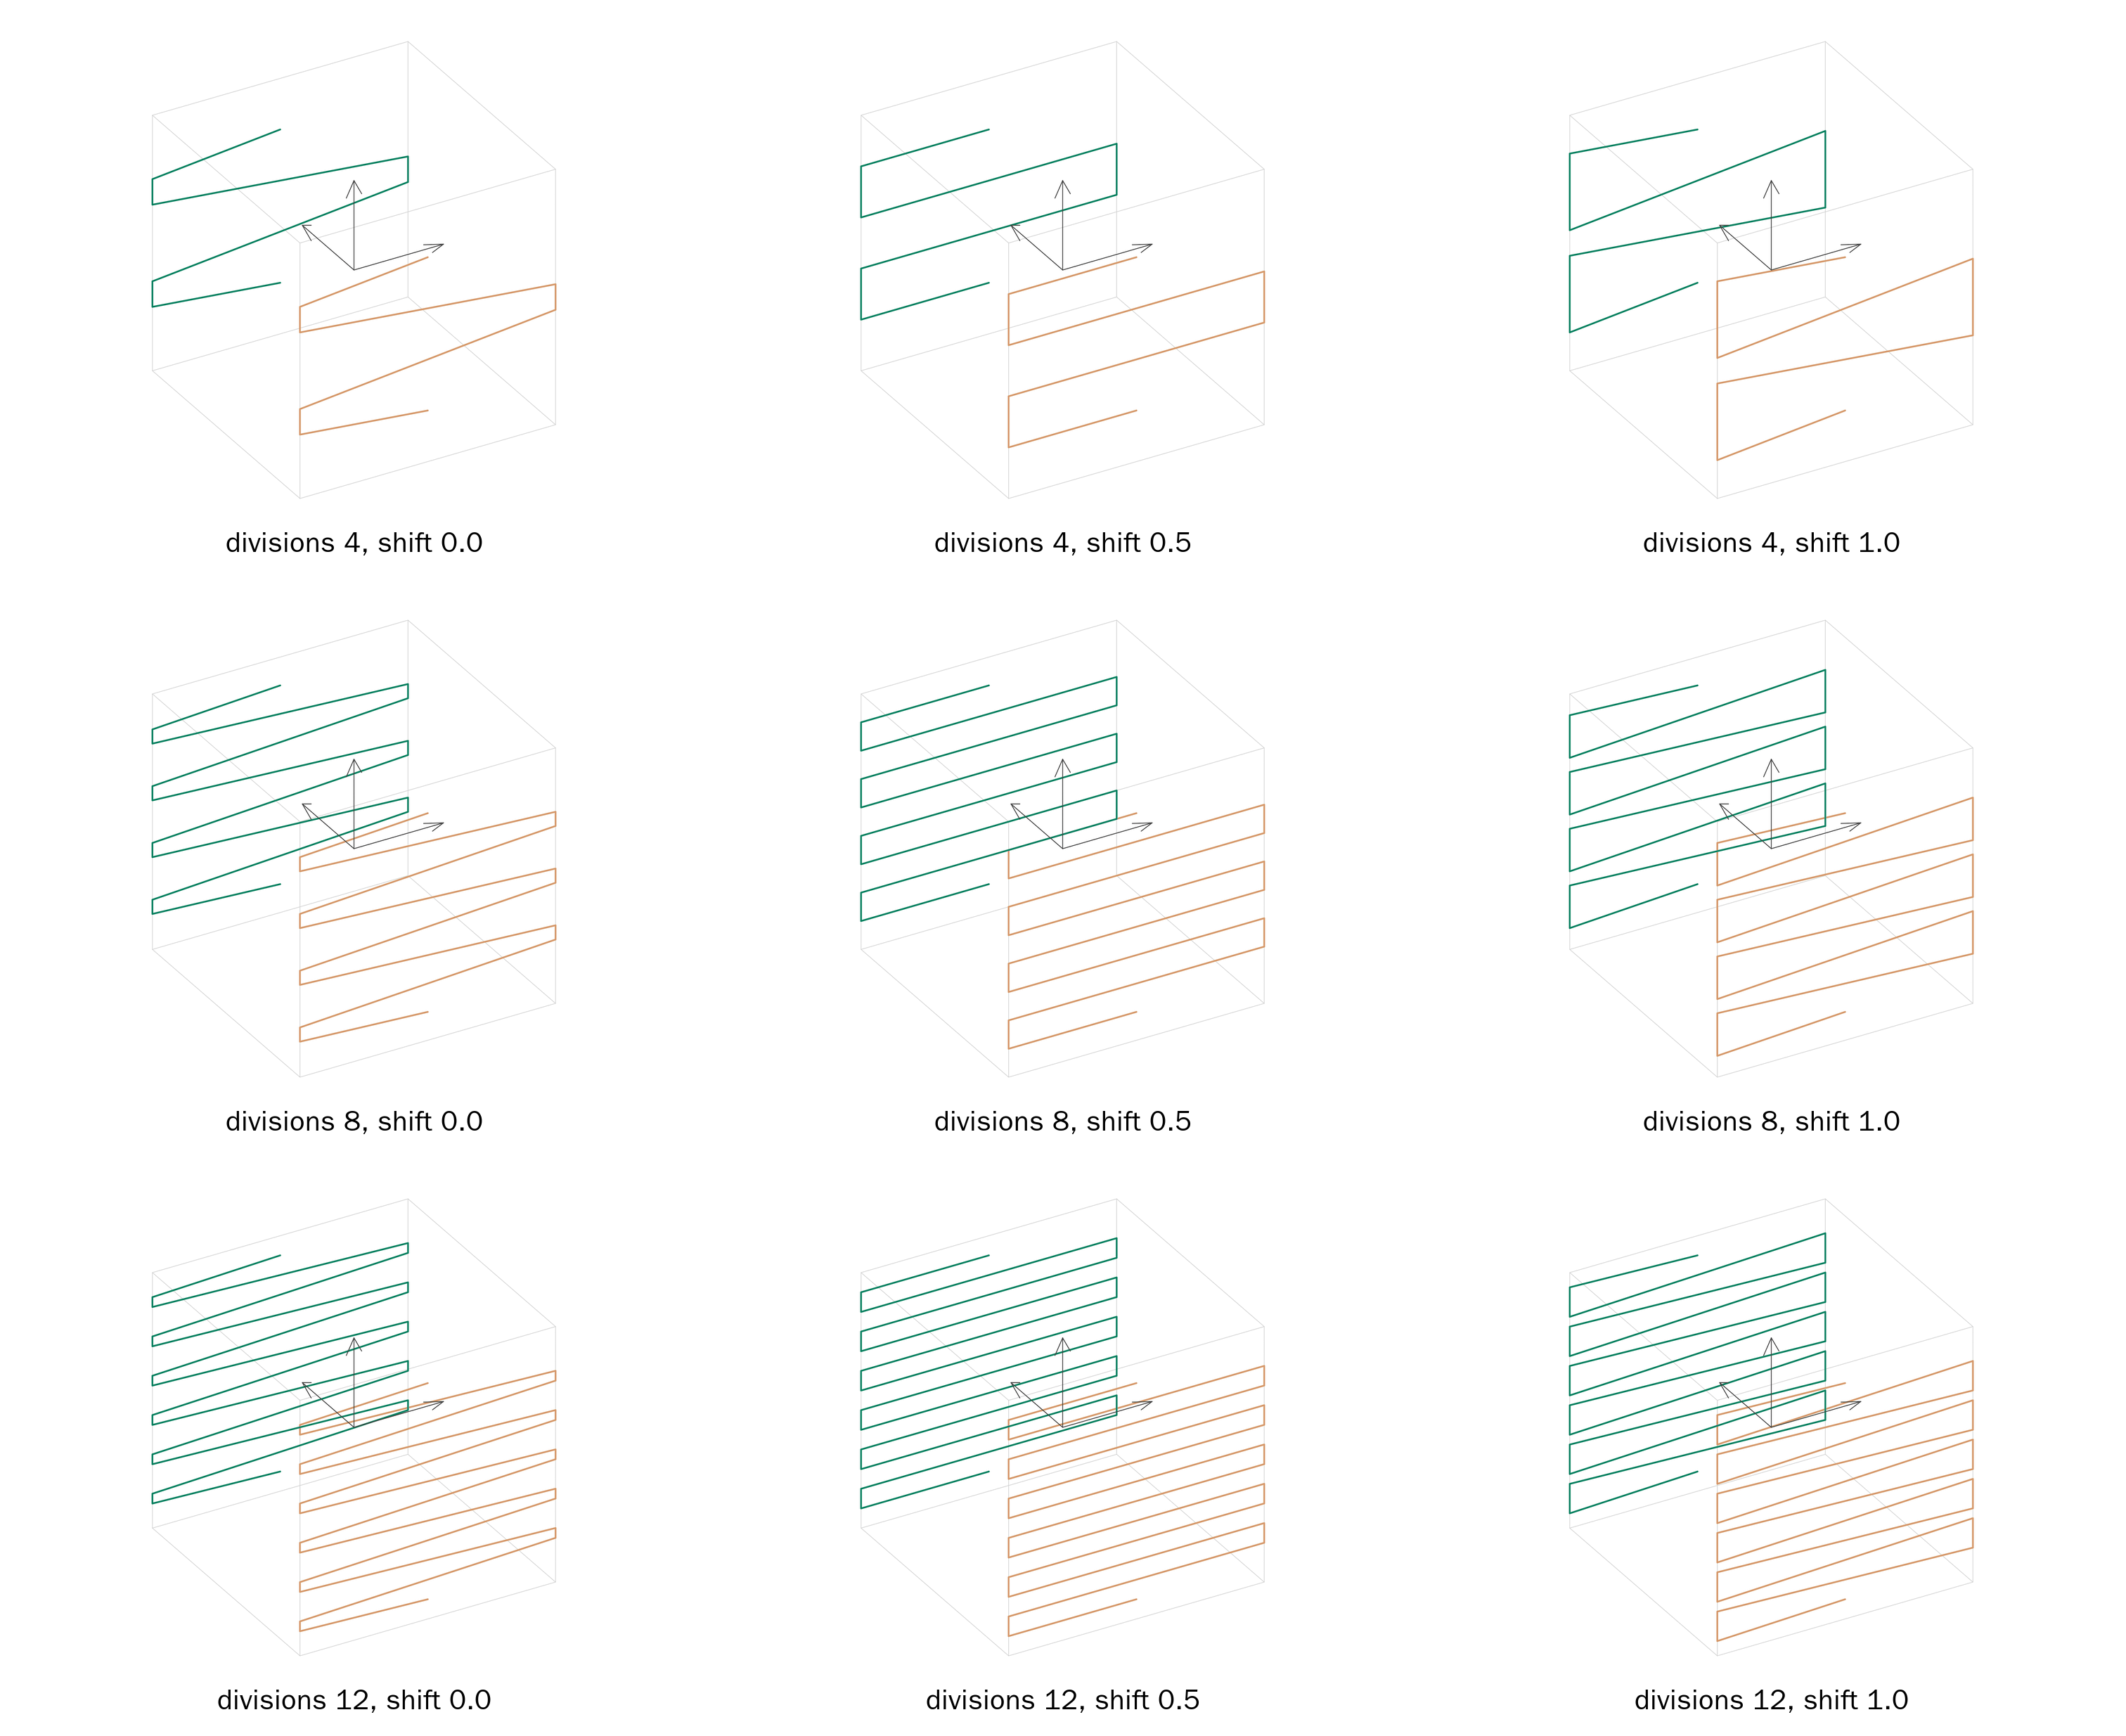 divisions 4, shift 0.0
divisions 4, shift 0.5
divisions 4, shift 1.0
divisions 8, shift 0.0
divisions 8, shift 0.5
divisions 8, shift 1.0
divisions 12, shift 0.0
divisions 12, shift 0.5
divisions 12, shift 1.0